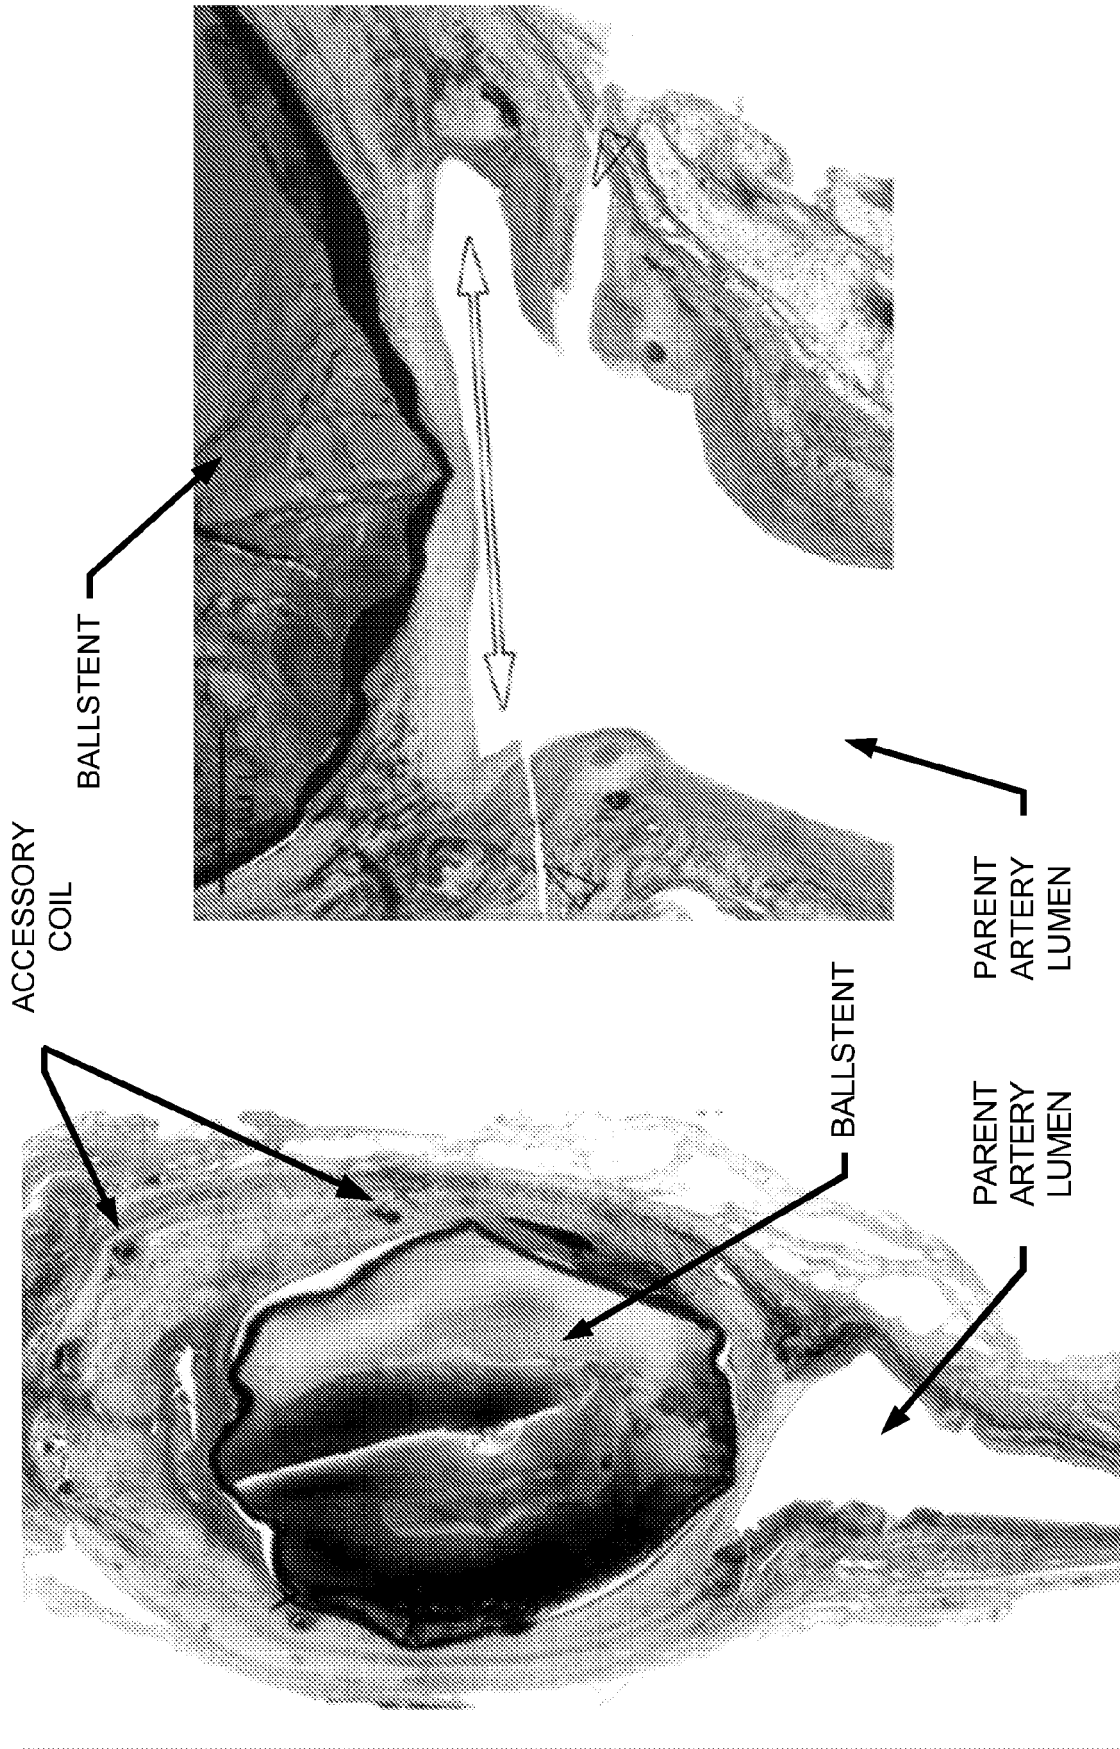 ACCESSORY
COIL
BALLSTENT
BALLSTENT
PARENT
ARTERY
LUMEN
PARENT
ARTERY
LUMEN